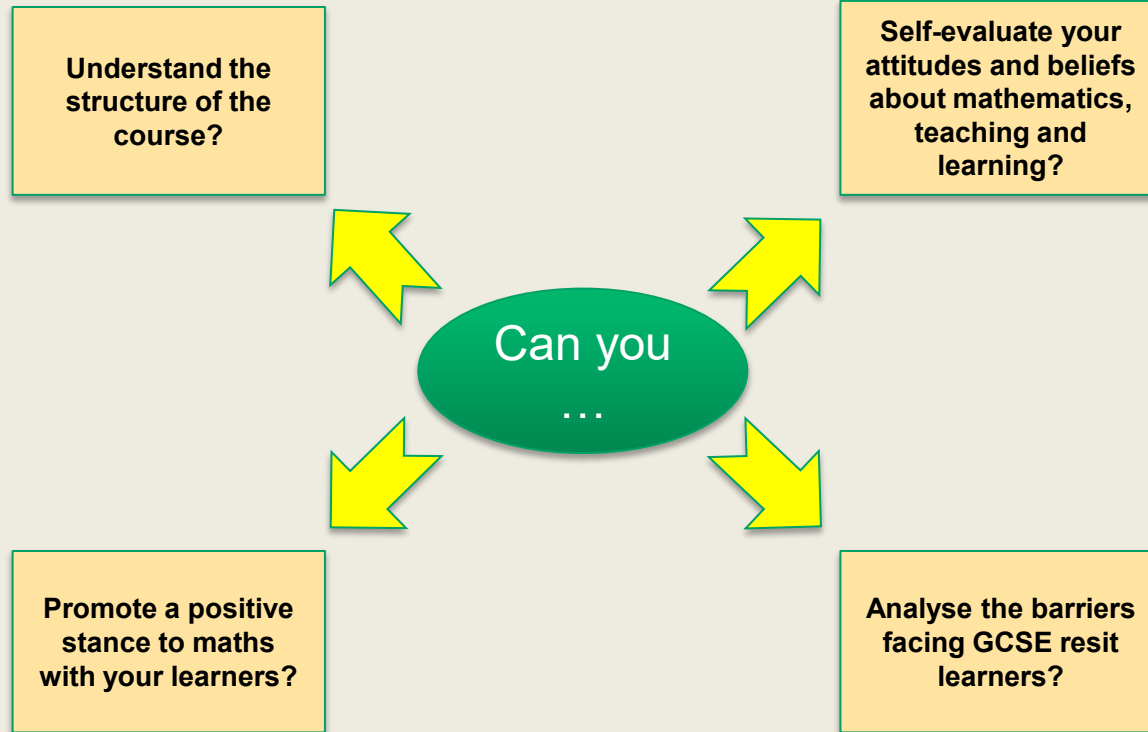 Understand the
structure of the
course?
Self-evaluate your
attitudes and beliefs
about mathematics,
teaching and
learning?
Can you
...
Promote a positive
stance to maths
with your learners?
Analyse the barriers
facing GCSE resit
learners?